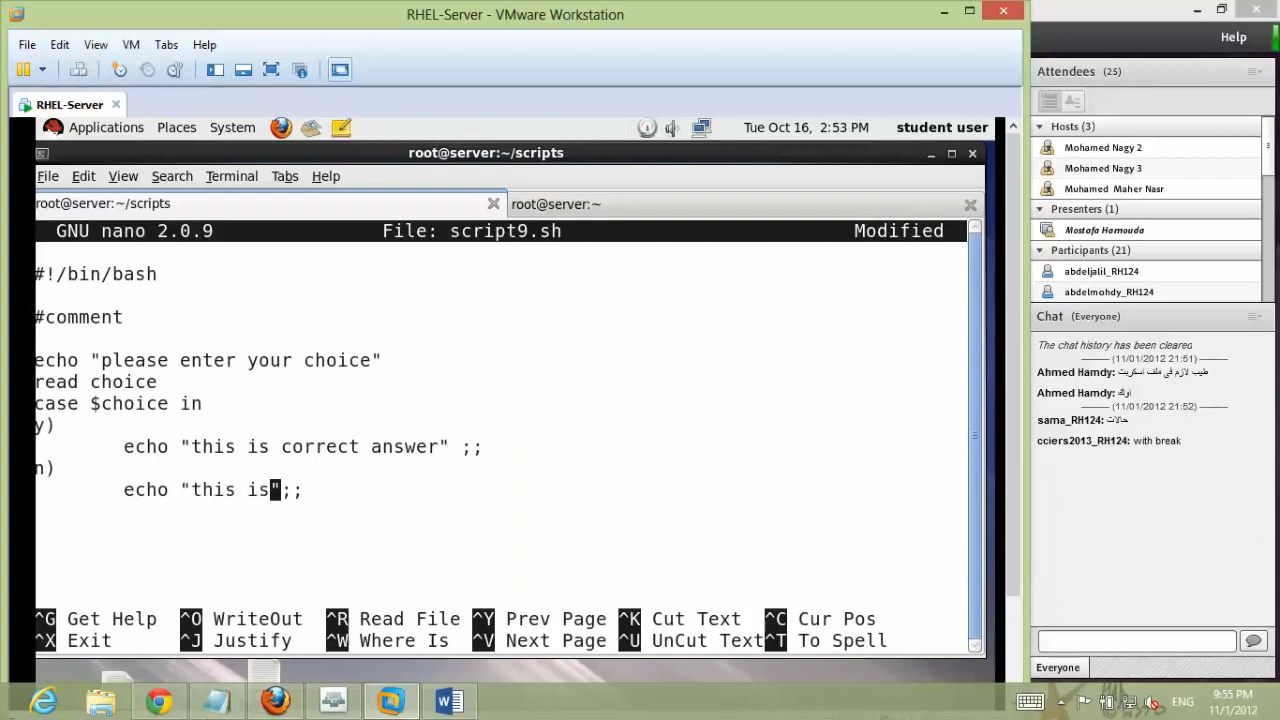 RHEL-Server - VMware Workstation
File Edit View VM Tabs Help
RHEL-Server
Applications Places System Tue Oct 16, 2:53 PM student user
root@server:~/scripts
File Edit View Search Terminal Tabs Help
root@server:~/scripts root@server:~
GNU nano 2.0.9 File: script9.sh Modified
#!/bin/bash
#comment
echo "please enter your choice"
read choice
case $choice in
y)
echo "this is correct answer" ;;
n)
echo "this is";;
^G Get Help ^O WriteOut ^R Read File ^Y Prev Page ^K Cut Text ^C Cur Pos
^X Exit ^J Justify ^W Where Is ^V Next Page ^U UnCut Text ^T To Spell
Help
Attendees (25)
Hosts (3)
Mohamed Nagy 2
Mohamed Nagy 3
Muhamed Maher Nasr
Presenters (1)
Mostafa Hamouda
Participants (21)
abdeljalil_RH124
abdelmohdy_RH124
Chat (Everyone)
The chat history has been cleared
(11/01/2012 21:51)
Ahmed Hamdy: طيب لازم فى ملف اسكربت
Ahmed Hamdy: اوك
(11/01/2012 21:52)
sama_RH124: حالات
cciers2013_RH124: with break
Everyone
ENG 9:55 PM
11/1/2012